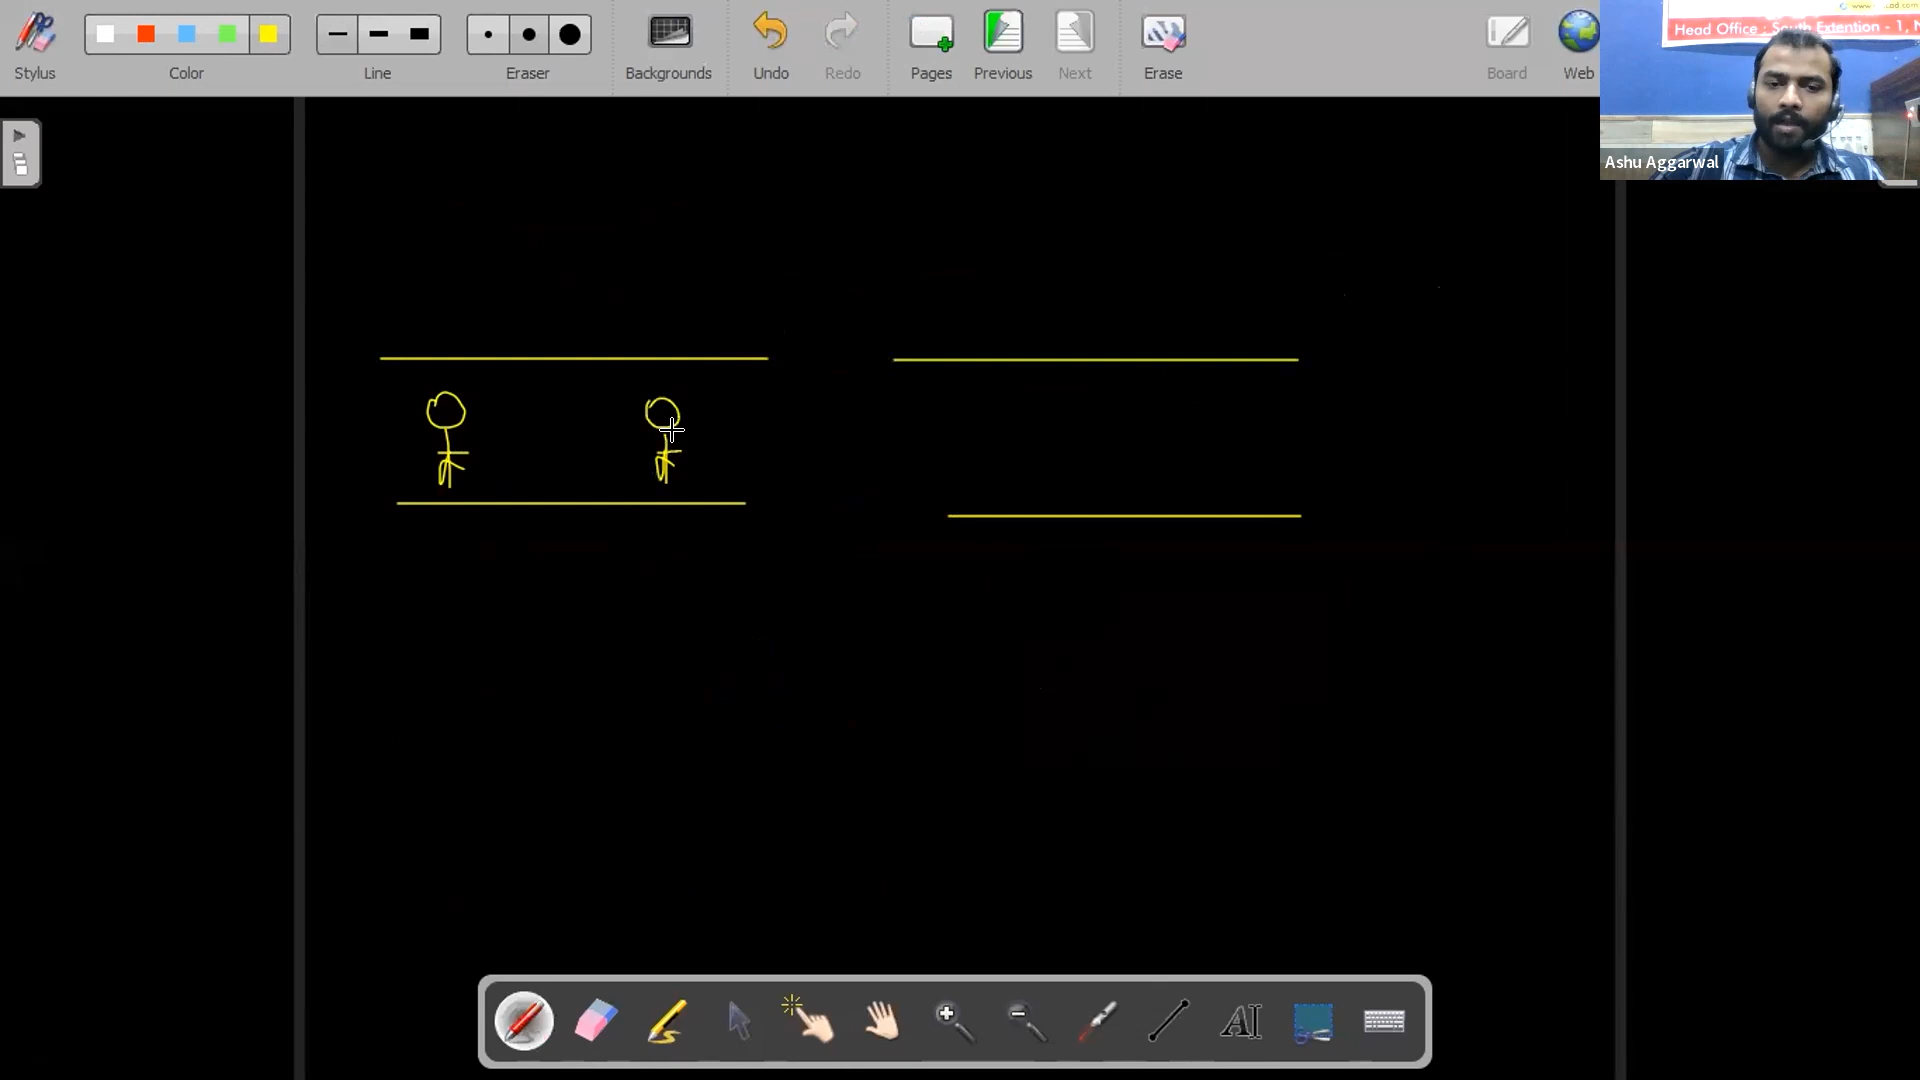 Stylus
Color
Line
Eraser
Backgrounds
Undo
Redo
Pages
Previous
Next
Erase
Board
Web
Head Office : South Extention - 1, N
Ashu Aggarwal